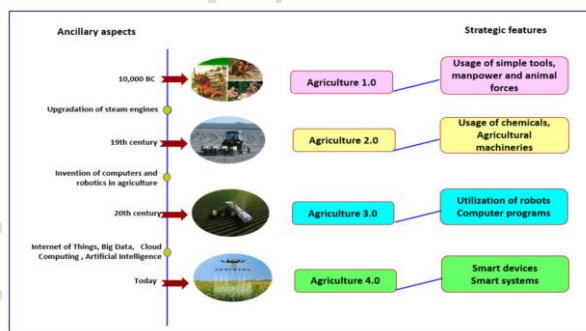 Ancillary aspects
Strategic features
10,000 BC
Agriculture 1.0
Usage of simple tools,
manpower and animal
forces
Upgradation of steam engines
19th century
Agriculture 2.0
Usage of chemicals,
Agricultural
machineries
Invention of computers and
robotics in agriculture
20th century
Agriculture 3.0
Utilization of robots
Computer programs
Internet of Things, Big Data, Cloud
Computing , Artificial Intelligence
Today
Agriculture 4.0
Smart devices
Smart systems